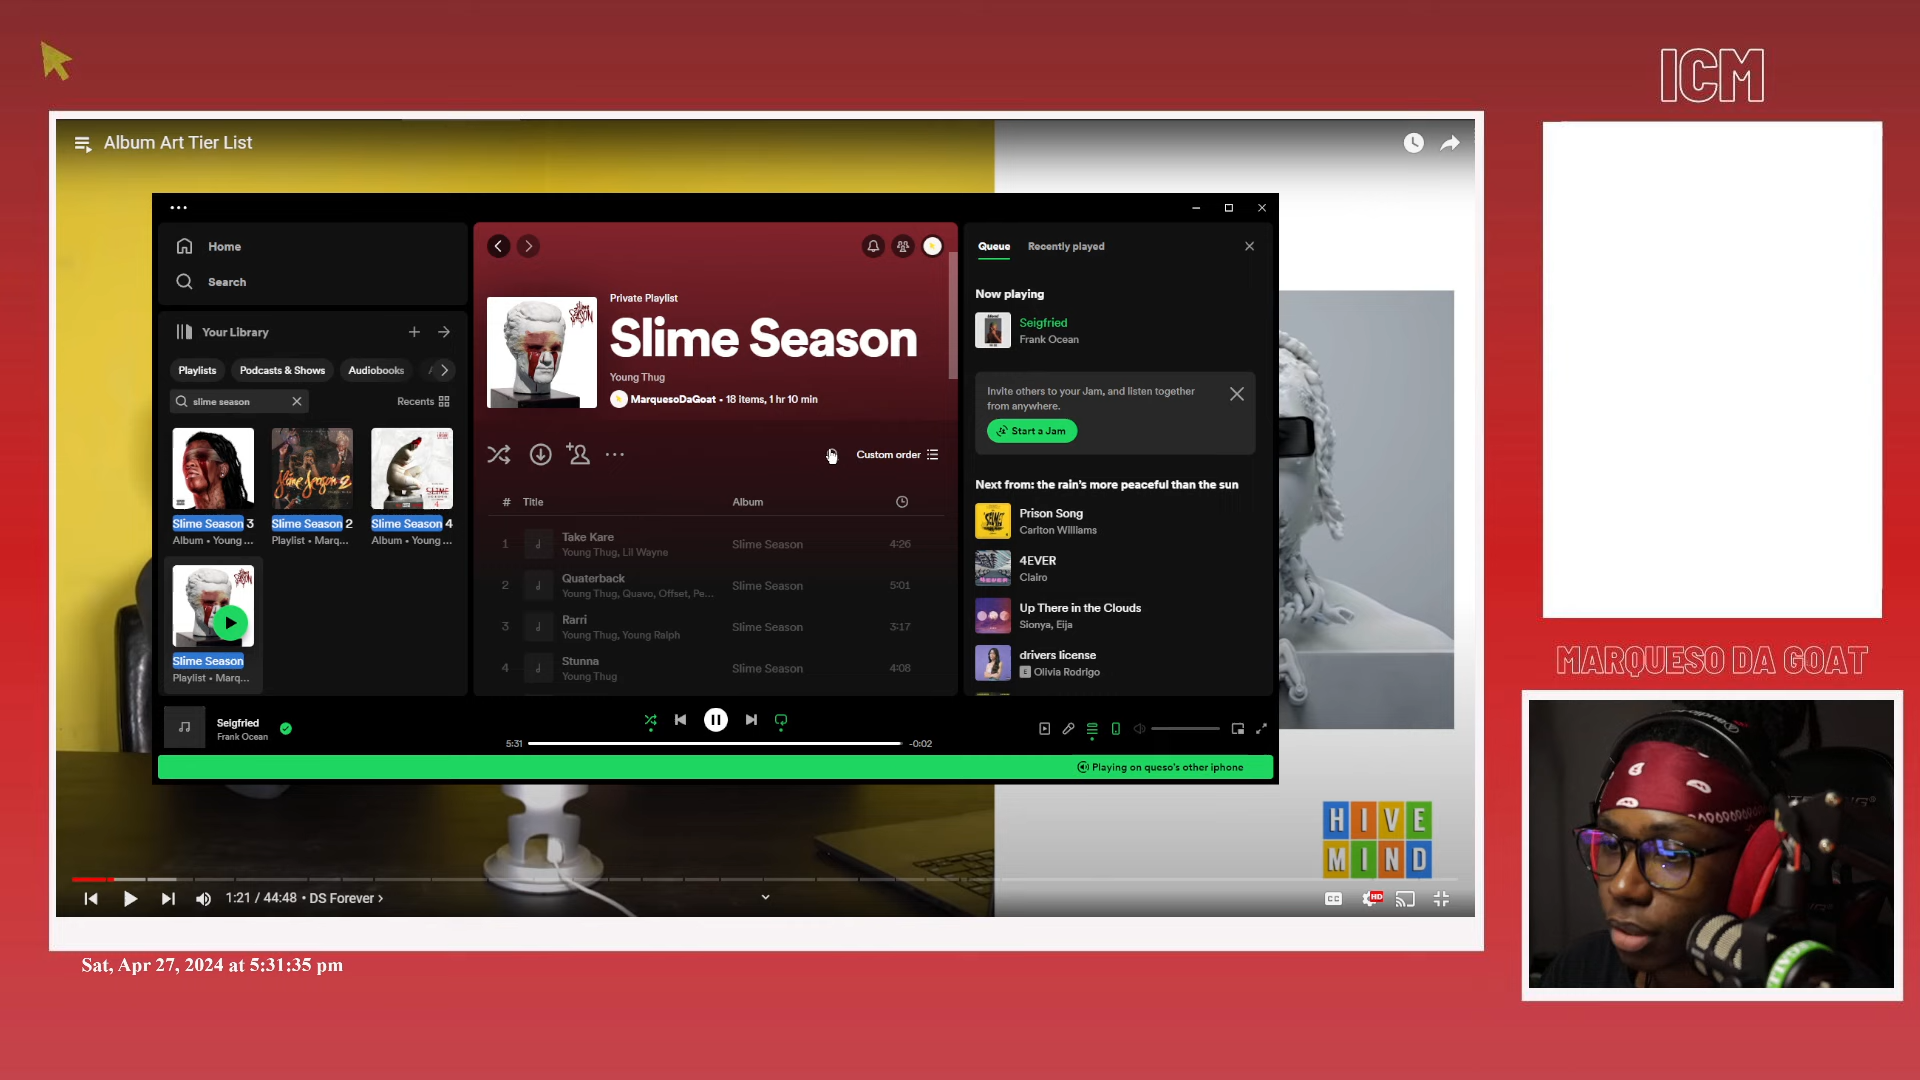 ICM
Album Art Tier List
Home
Search
Your Library
Playlists
Podcasts & Shows
Audiobooks
slime season
Recents
Slime Season 3
Album • Young ...
Slime Season 2
Playlist • Marq...
Slime Season 4
Album • Young ...
Slime Season
Playlist • Marq...
Private Playlist
Slime Season
Young Thug
MarquesoDaGoat • 18 items, 1 hr 10 min
Custom order
# Title Album
1 Take Kare Slime Season 4:26
Young Thug, Lil Wayne
2 Quaterback Slime Season 5:01
Young Thug, Quavo, Offset, Pe...
3 Rarri Slime Season 3:17
Young Thug, Young Ralph
4 Stunna Slime Season 4:08
Young Thug
Queue Recently played
Now playing
Seigfried
Frank Ocean
Invite others to your Jam, and listen together
from anywhere.
Start a Jam
Next from: the rain's more peaceful than the sun
Prison Song
Carlton Williams
4EVER
Clairo
Up There in the Clouds
Sionya, Eija
drivers license
E Olivia Rodrigo
Seigfried
Frank Ocean
5:31 -0:02
Playing on queso's other iphone
HIVE
MIND
1:21 / 44:48 • DS Forever
CC HD
Sat, Apr 27, 2024 at 5:31:35 pm
MARQUESO DA GOAT